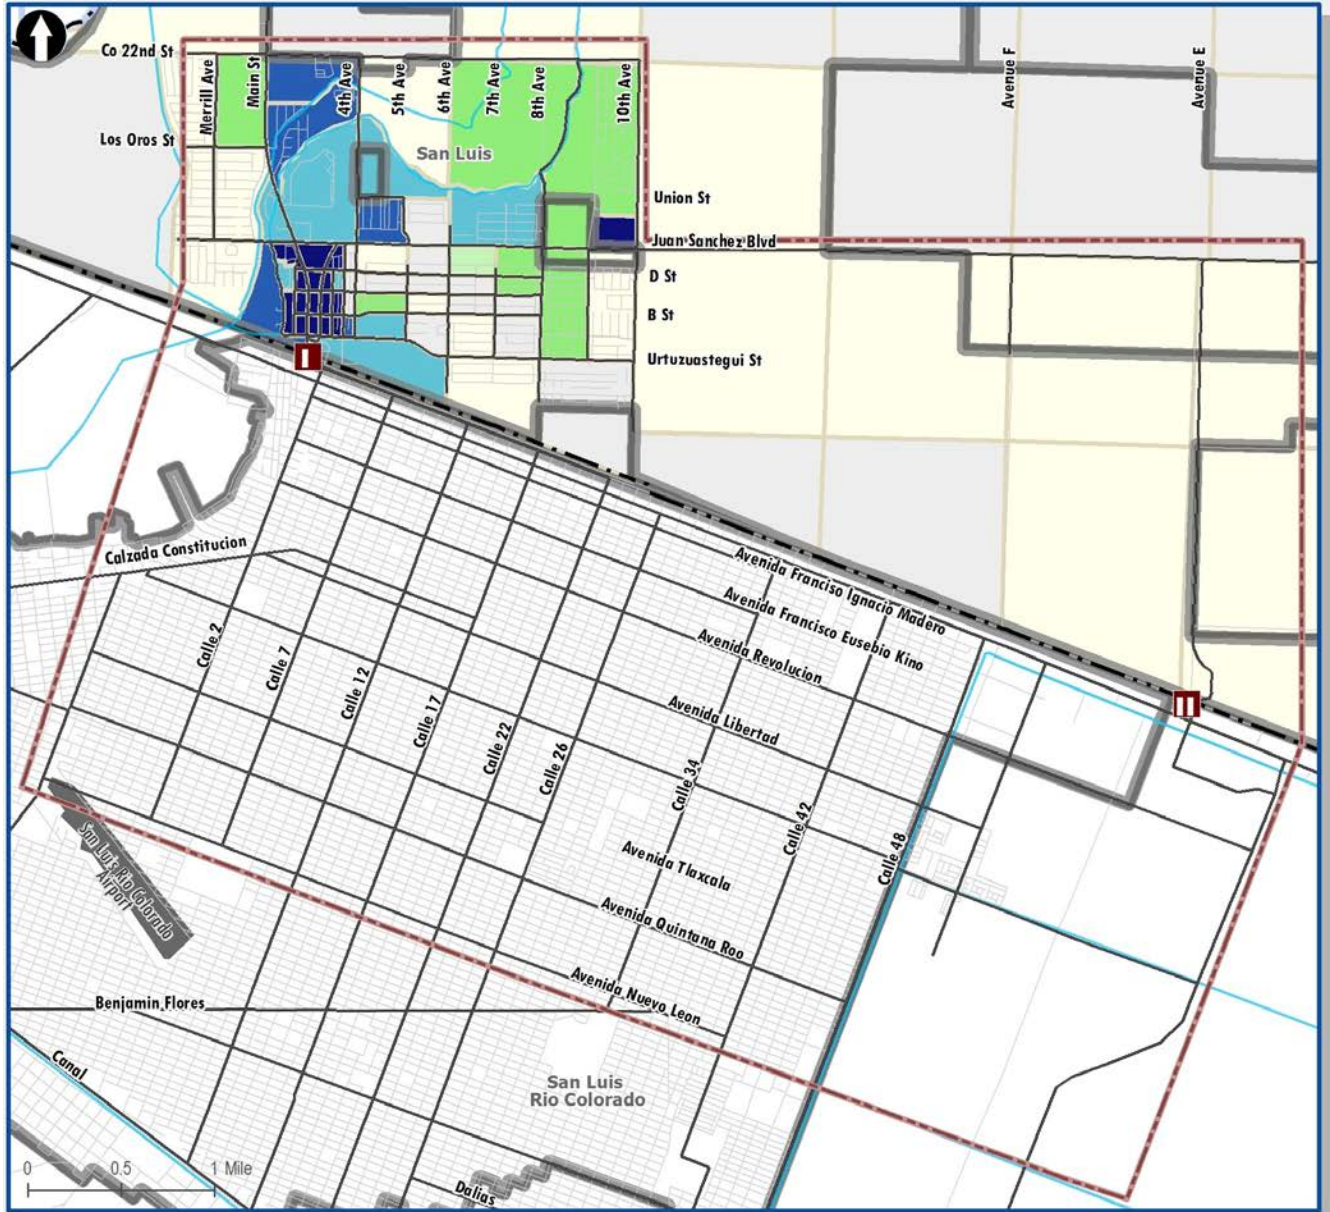 Co 22nd St
Merrill Ave
Main St
4th Ave
5th Ave
6th Ave
7th Ave
8th Ave
10th Ave
Avenue F
Avenue E
Los Oros St
San Luis
Union St
Juan Sanchez Blvd
D St
B St
I
Urtuzuastegui St
Calzada Constitucion
Avenida Franciso Ignacio Madero
Avenida Francisco Eusebio Kino
Avenida Revolucion
Calle 2
Calle 7
Calle 12
Calle 17
Calle 22
Calle 26
Avenida Libertad
II
Calle 34
Calle 42
Calle 48
San Luis Rio Colorado
Airport
Avenida Tlaxcala
Avenida Quintana Roo
Avenida Nuevo Leon
Benjamin Flores
Canal
San Luis
Rio Colorado
0 0.5 1 Mile
Dalias